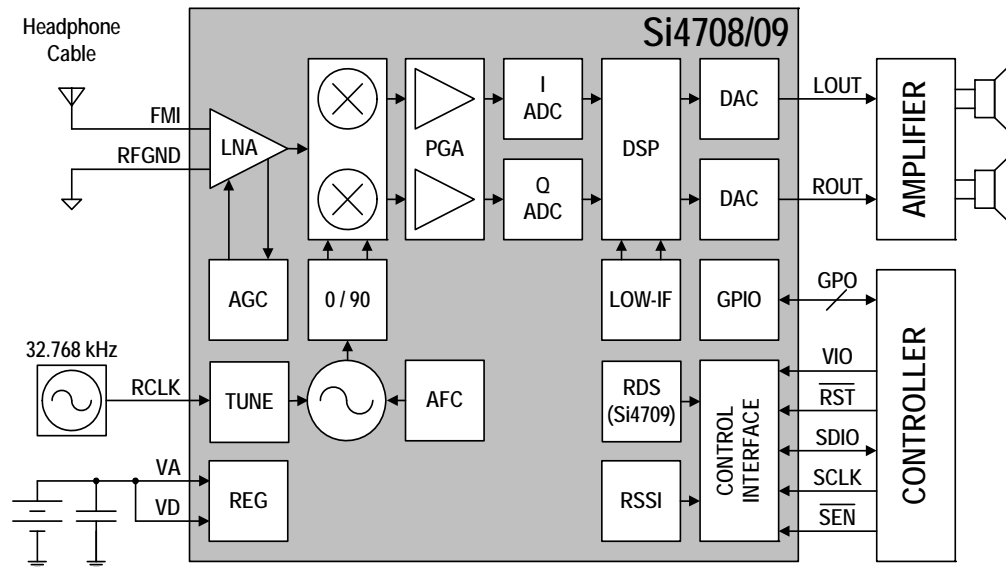 Headphone
Cable
Si4708/09
FMI
RFGND
LNA
PGA
I
ADC
Q
ADC
DSP
DAC
DAC
LOUT
ROUT
AMPLIFIER
AGC
0 / 90
LOW-IF
GPIO
GPO
32.768 kHz
RCLK
TUNE
AFC
RDS
(Si4709)
CONTROL
INTERFACE
VIO
RST
SDIO
SCLK
SEN
CONTROLLER
VA
VD
REG
RSSI